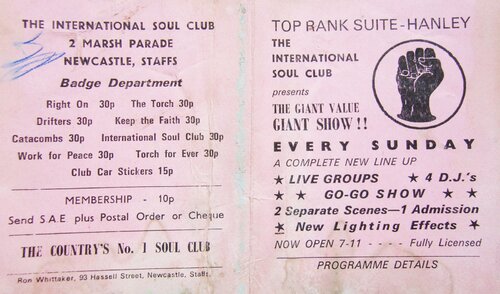 THE INTERNATIONAL SOUL CLUB
2 MARSH PARADE
NEWCASTLE, STAFFS
Badge Department
Right On 30p The Torch 30p
Drifters 30p Keep the Faith 30p
Catacombs 30p International Soul Club 30p
Work for Peace 30p Torch for Ever 30p
Club Car Stickers 15p
MEMBERSHIP - 10p
Send S.A.E plus Postal Order or Cheque
THE COUNTRY'S No. 1 SOUL CLUB
Ron Whittaker, 93 Hassell Street, Newcastle, Staffs.
TOP RANK SUITE-HANLEY
THE
INTERNATIONAL
SOUL CLUB
presents
THE GIANT VALUE
GIANT SHOW!!
EVERY SUNDAY
A COMPLETE NEW LINE UP
★ LIVE GROUPS ★ 4 D.J.'s
★ ★ GO-GO SHOW ★ ★
2 Separate Scenes—1 Admission
★ New Lighting Effects ★
NOW OPEN 7-11 - - - - Fully Licensed
PROGRAMME DETAILS